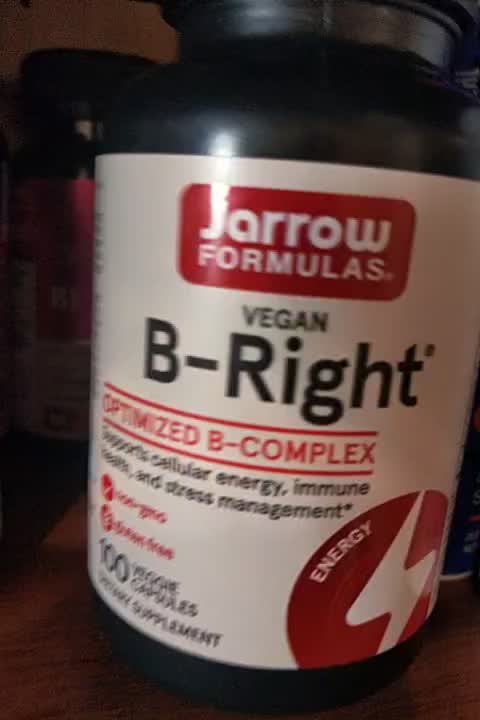 Jarrow
FORMULAS®
VEGAN
B-Right®
OPTIMIZED B-COMPLEX
Supports cellular energy, immune
health, and stress management*
non-gmo
gluten free
100 VEGGIE
CAPSULES
DIETARY SUPPLEMENT
ENERGY